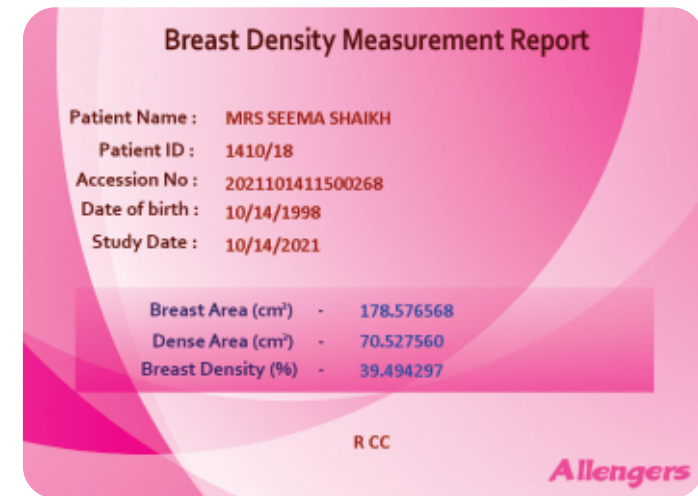 Breast Density Measurement Report
Patient Name : MRS SEEMA SHAIKH
Patient ID : 1410/18
Accession No : 2021101411500268
Date of birth : 10/14/1998
Study Date : 10/14/2021
Breast Area (cm²) - 178.576568
Dense Area (cm²) - 70.527560
Breast Density (%) - 39.494297
R CC
Allengers